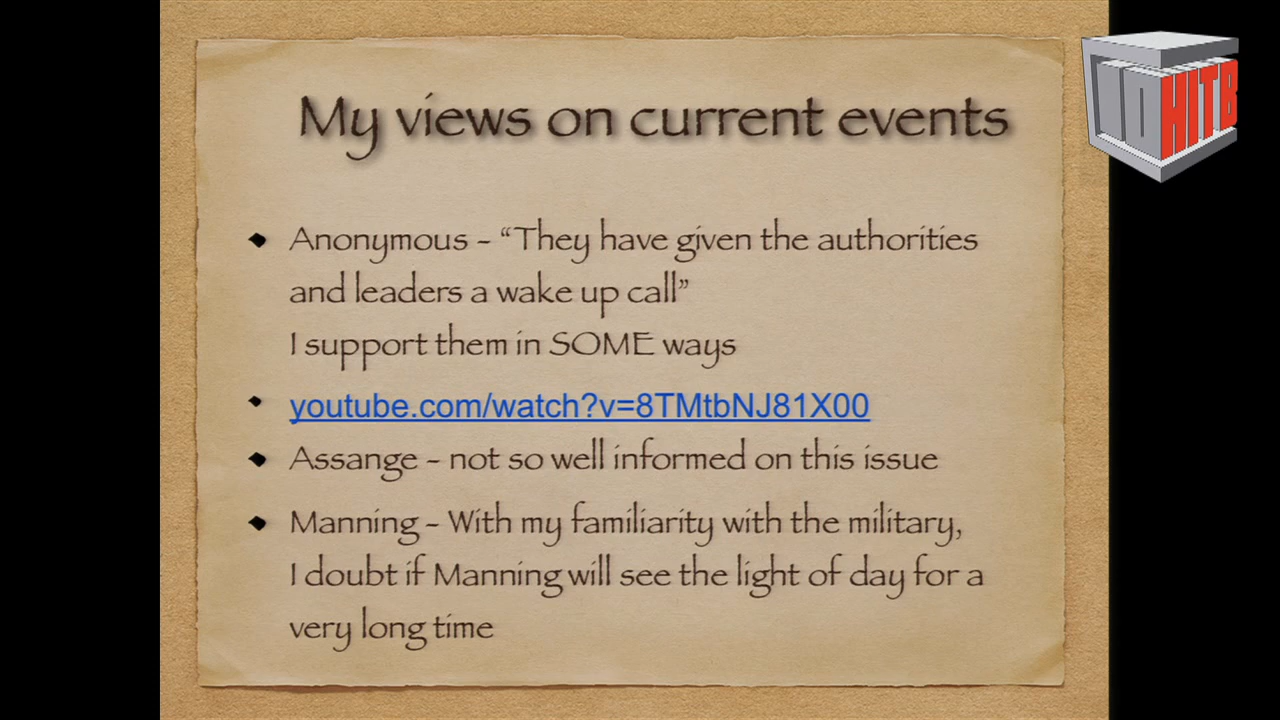 My views on current events
Anonymous - “They have given the authorities
and leaders a wake up call”
I support them in SOME ways
youtube.com/watch?v=8TMtbNJ81X00
Assange - not so well informed on this issue
Manning - With my familiarity with the military,
I doubt if Manning will see the light of day for a
very long time
10
HITB